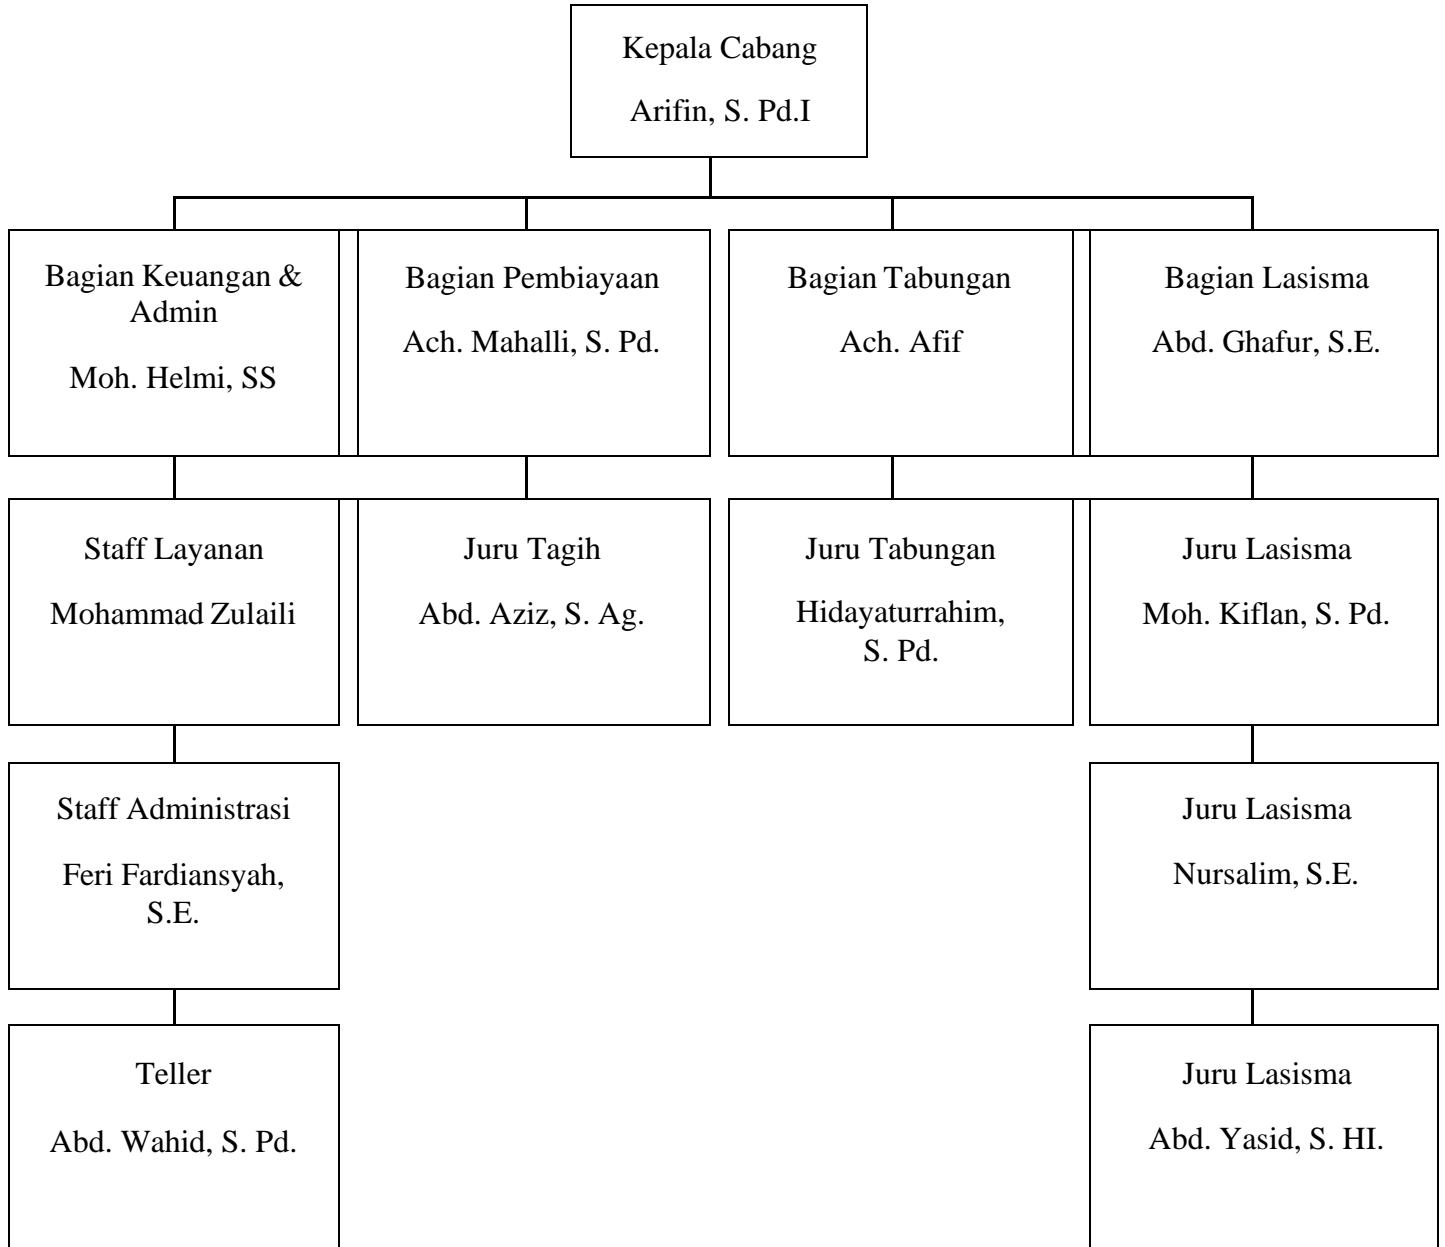 Kepala Cabang
Arifin, S. Pd.I
Bagian Keuangan &
Admin
Moh. Helmi, SS
Bagian Pembiayaan
Ach. Mahalli, S. Pd.
Bagian Tabungan
Ach. Afif
Bagian Lasisma
Abd. Ghafur, S.E.
Staff Layanan
Mohammad Zulaili
Juru Tagih
Abd. Aziz, S. Ag.
Juru Tabungan
Hidayaturrahim,
S. Pd.
Juru Lasisma
Moh. Kiflan, S. Pd.
Staff Administrasi
Feri Fardiansyah,
S.E.
Juru Lasisma
Nursalim, S.E.
Teller
Abd. Wahid, S. Pd.
Juru Lasisma
Abd. Yasid, S. HI.